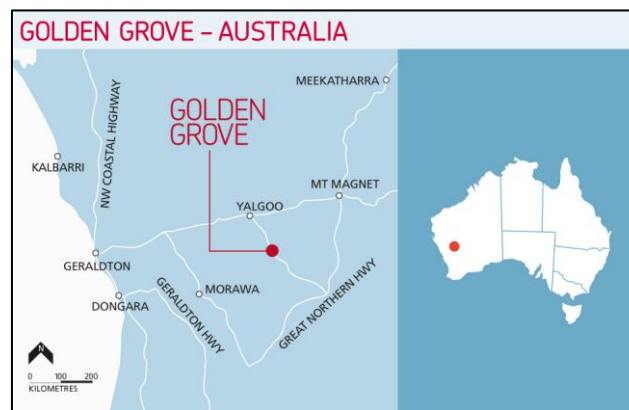 GOLDEN GROVE – AUSTRALIA
MEEKATHARRA
GOLDEN
GROVE
NW COASTAL HIGHWAY
KALBARRI
MT MAGNET
YALGOO
GERALDTON
MORAWA
DONGARA
GERALDTON HWY
GREAT NORTHERN HWY
N
0 100 200
KILOMETRES